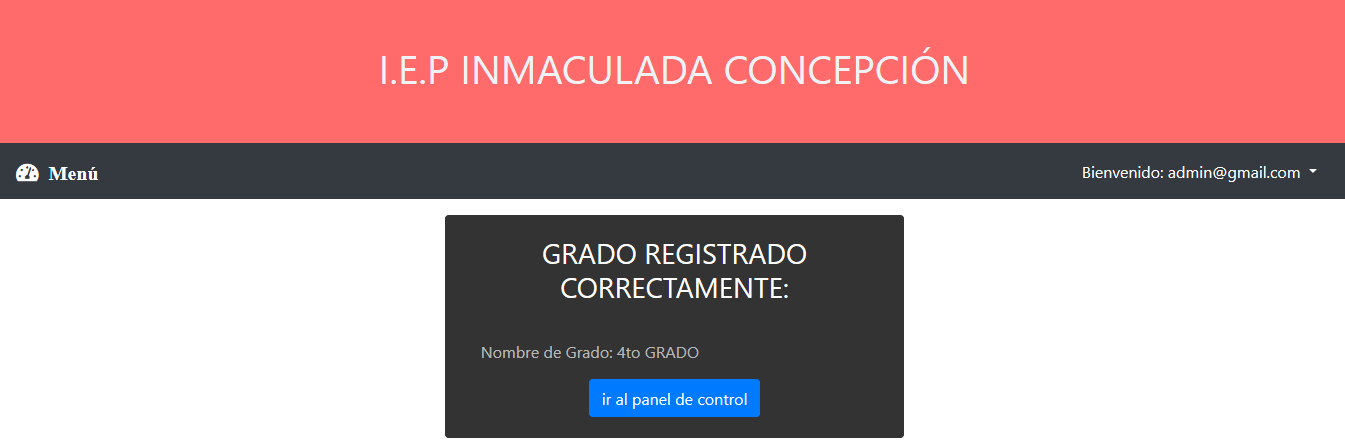 I.E.P INMACULADA CONCEPCIÓN
Menú
Bienvenido: admin@gmail.com
GRADO REGISTRADO
CORRECTAMENTE:
Nombre de Grado: 4to GRADO
ir al panel de control